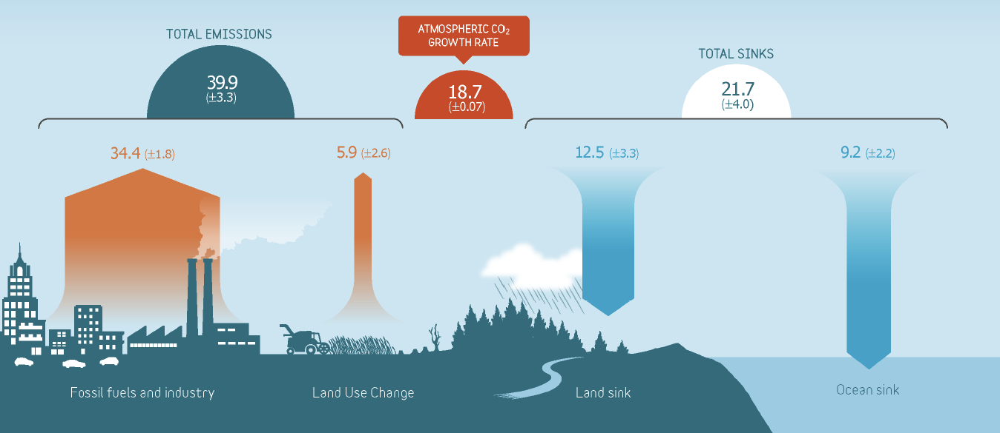 TOTAL EMISSIONS
39.9
(±3.3)
ATMOSPHERIC CO₂
GROWTH RATE
18.7
(±0.07)
TOTAL SINKS
21.7
(±4.0)
34.4 (±1.8)
5.9 (±2.6)
12.5 (±3.3)
9.2 (±2.2)
Fossil fuels and industry
Land Use Change
Land sink
Ocean sink